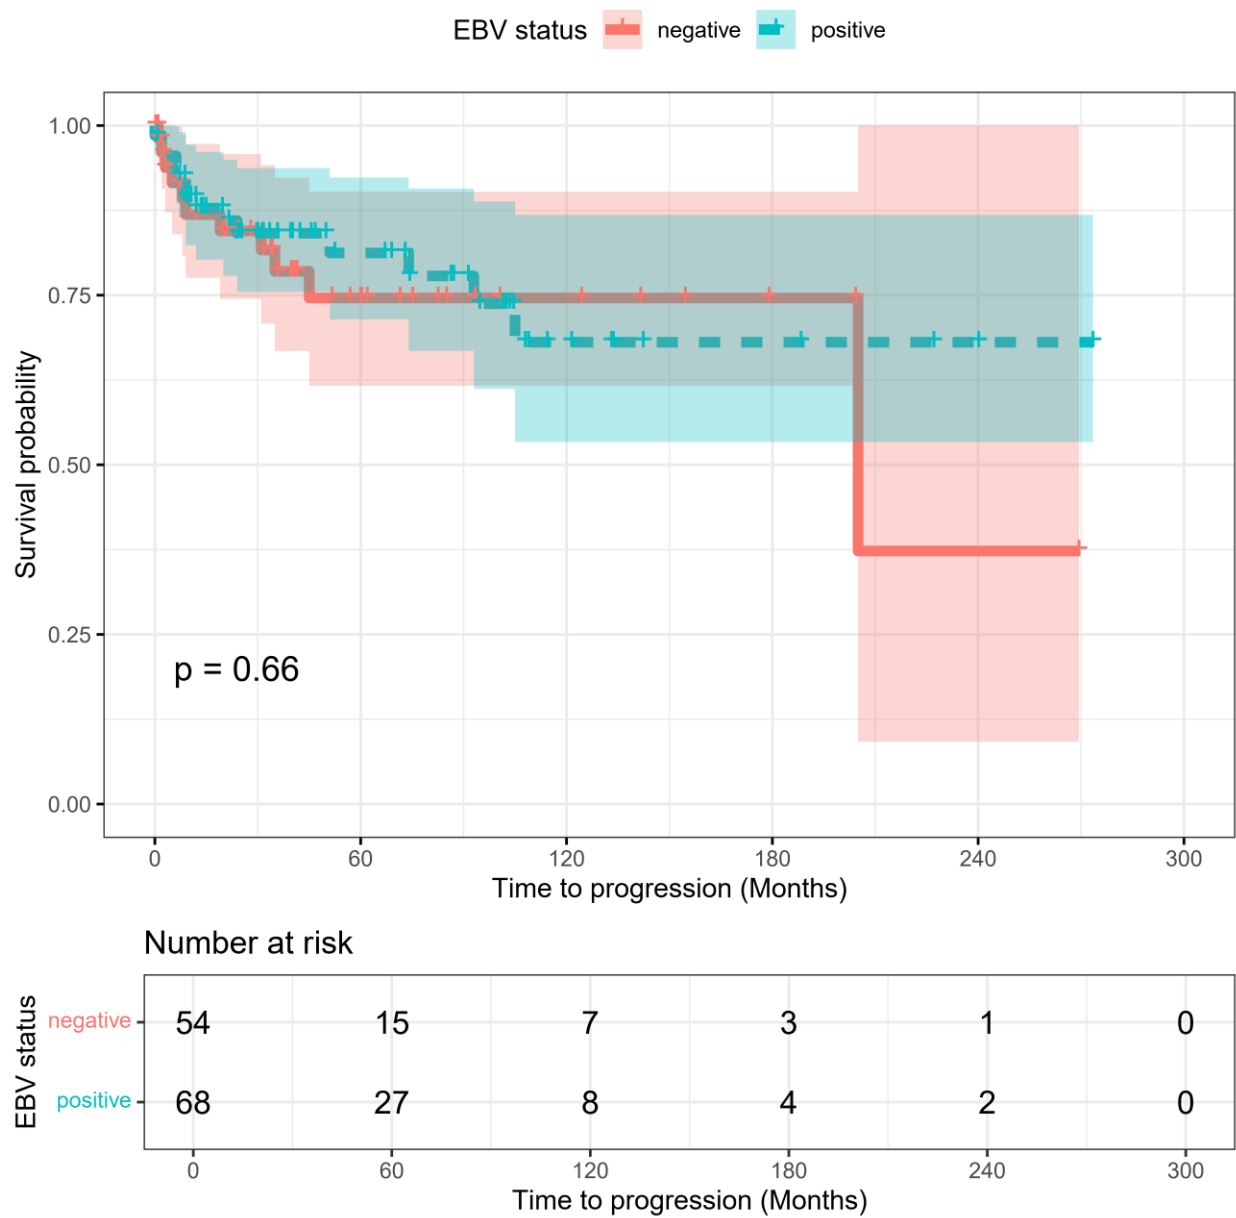 EBV status negative positive
1.00
0.75
0.50
0.25
0.00
Survival probability
p = 0.66
0 60 120 180 240 300
Time to progression (Months)
Number at risk
EBV status
negative 54 15 7 3 1 0
positive 68 27 8 4 2 0
0 60 120 180 240 300
Time to progression (Months)